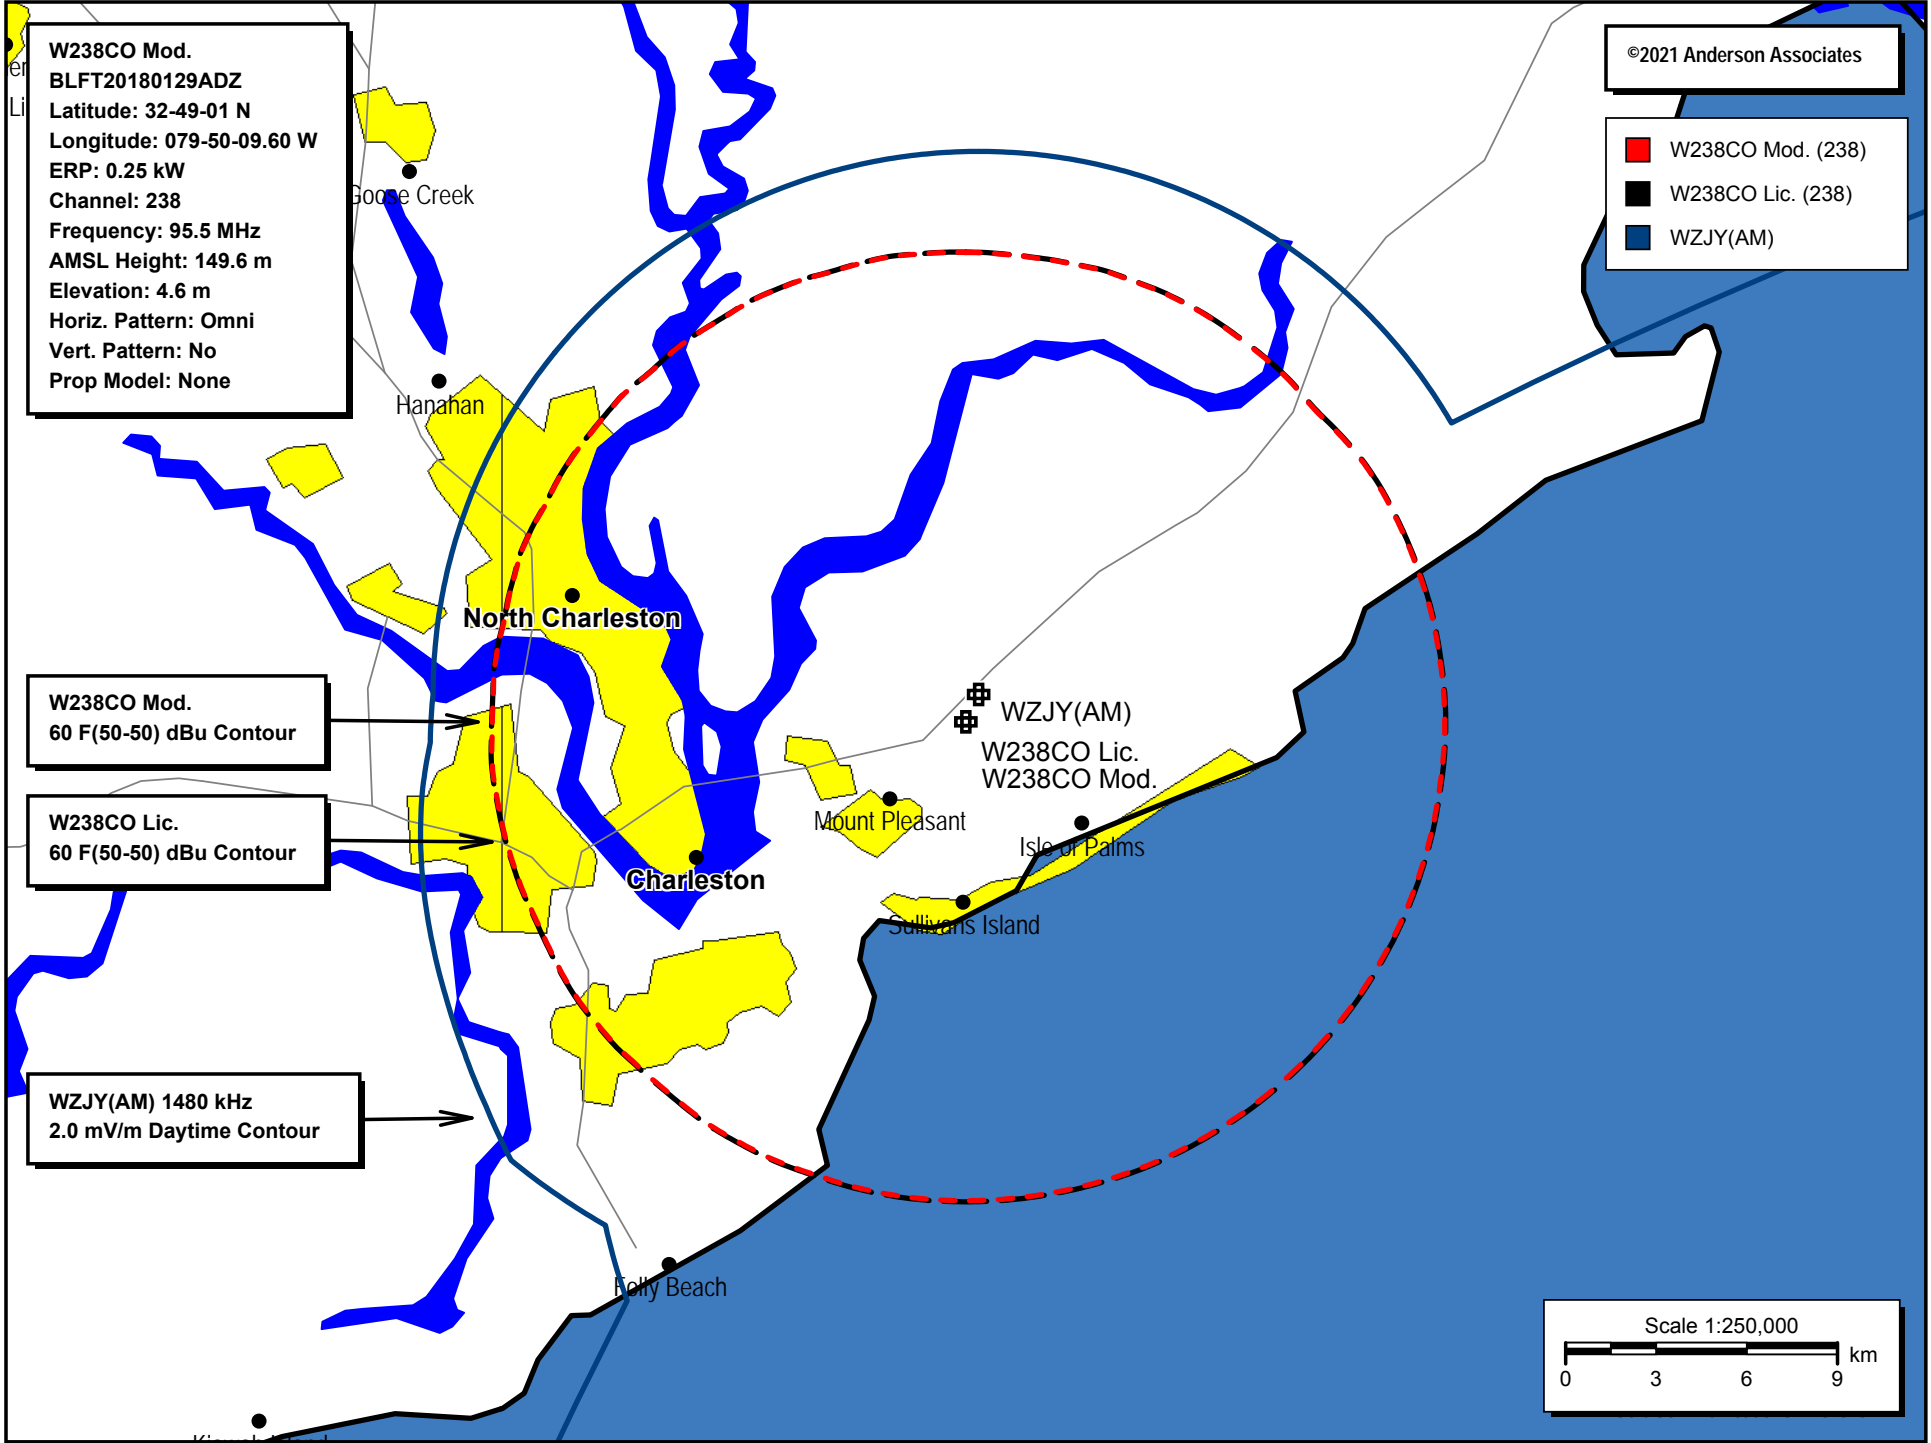 W238CO Mod.
BLFT20180129ADZ
Latitude: 32-49-01 N
Longitude: 079-50-09.60 W
ERP: 0.25 kW
Channel: 238
Frequency: 95.5 MHz
AMSL Height: 149.6 m
Elevation: 4.6 m
Horiz. Pattern: Omni
Vert. Pattern: No
Prop Model: None
©2021 Anderson Associates
W238CO Mod. (238)
W238CO Lic. (238)
WZJY(AM)
Goose Creek
Hanahan
North Charleston
W238CO Mod.
60 F(50-50) dBu Contour
WZJY(AM)
W238CO Lic.
W238CO Mod.
W238CO Lic.
60 F(50-50) dBu Contour
Mount Pleasant
Isle of Palms
Charleston
Sullivans Island
WZJY(AM) 1480 kHz
2.0 mV/m Daytime Contour
Folly Beach
Scale 1:250,000
km
0 3 6 9